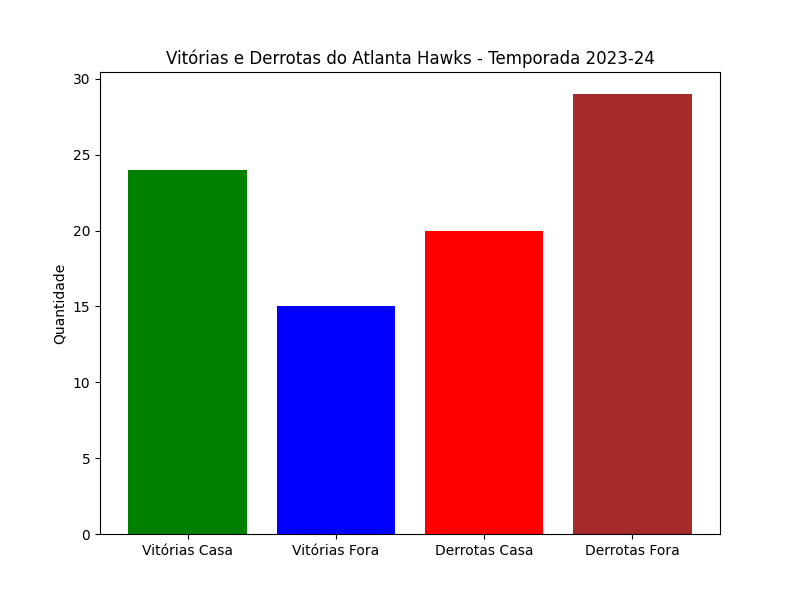 Vitórias e Derrotas do Atlanta Hawks - Temporada 2023-24
30
25
20
15
10
5
0
Quantidade
Vitórias Casa
Vitórias Fora
Derrotas Casa
Derrotas Fora